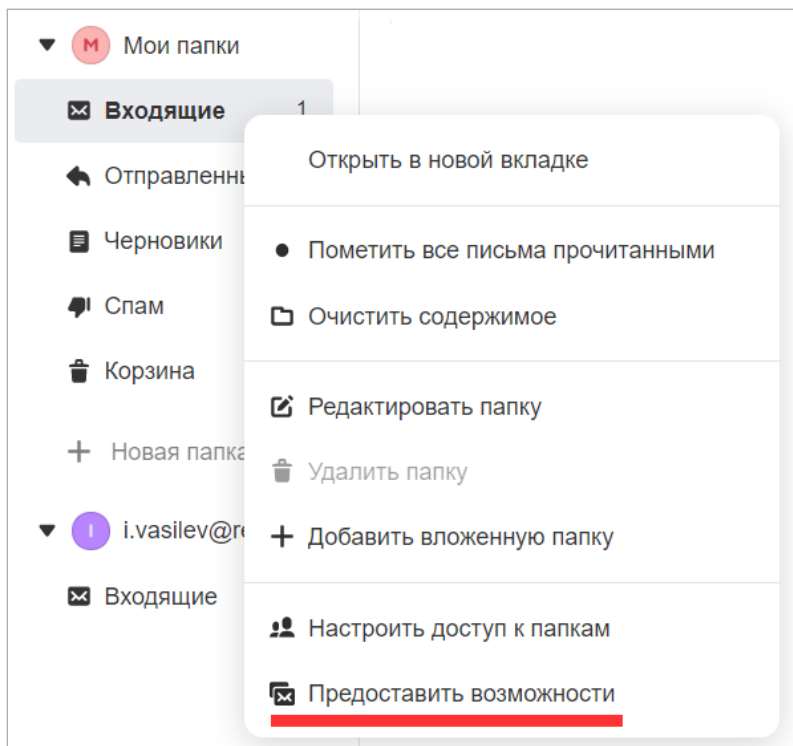 М Мои папки
Входящие 1
Открыть в новой вкладке
Отправленны
Пометить все письма прочитанными
Черновики
Очистить содержимое
Спам
Корзина
Редактировать папку
Новая папка
Удалить папку
I i.vasilev@re
Добавить вложенную папку
Входящие
Настроить доступ к папкам
Предоставить возможности